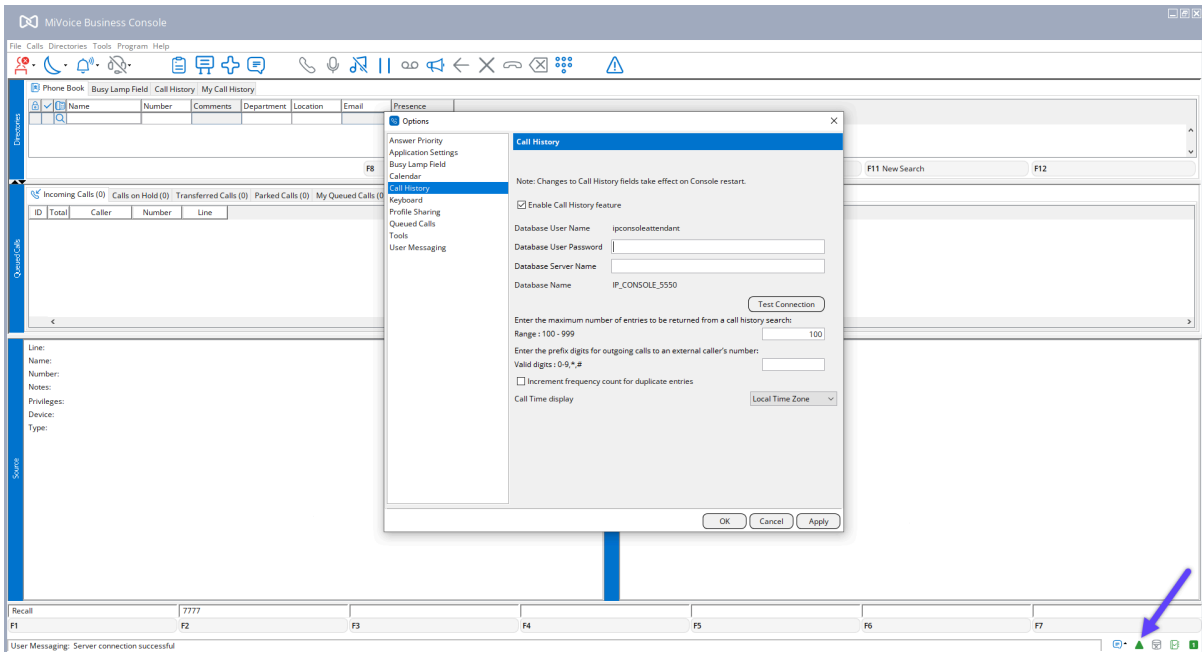 MiVoice Business Console
File Calls Directories Tools Program Help
Phone Book Busy Lamp Field Call History My Call History
Name Number Comments Department Location Email Presence
Directories
F8 F11 New Search F12
Incoming Calls (0) Calls on Hold (0) Transferred Calls (0) Parked Calls (0) My Queued Calls (0
ID Total Caller Number Line
Queued Calls
Line:
Name:
Number:
Notes:
Privileges:
Device:
Type:
Source
Options
Answer Priority
Application Settings
Busy Lamp Field
Calendar
Call History
Keyboard
Profile Sharing
Queued Calls
Tools
User Messaging
Call History
Note: Changes to Call History fields take effect on Console restart.
Enable Call History feature
Database User Name ipconsoleattendant
Database User Password
Database Server Name
Database Name IP_CONSOLE_5550
Test Connection
Enter the maximum number of entries to be returned from a call history search:
Range : 100 - 999 100
Enter the prefix digits for outgoing calls to an external caller's number:
Valid digits : 0-9,*,#
Increment frequency count for duplicate entries
Call Time display Local Time Zone
OK Cancel Apply
Recall 7777
F1 F2 F3 F4 F5 F6 F7
User Messaging: Server connection successful
1